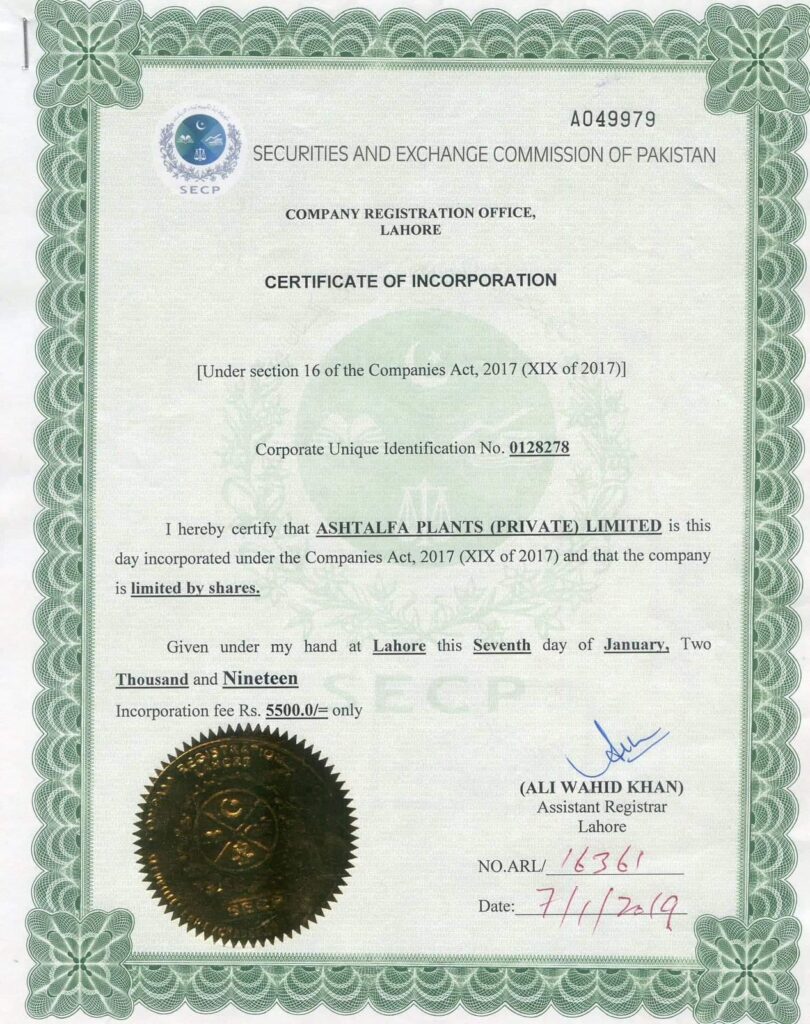 A049979
SECURITIES AND EXCHANGE COMMISSION OF PAKISTAN
SECP
COMPANY REGISTRATION OFFICE,
LAHORE
CERTIFICATE OF INCORPORATION
[Under section 16 of the Companies Act, 2017 (XIX of 2017)]
Corporate Unique Identification No. 0128278
I hereby certify that ASHTALFA PLANTS (PRIVATE) LIMITED is this
day incorporated under the Companies Act, 2017 (XIX of 2017) and that the company
is limited by shares.
Given under my hand at Lahore this Seventh day of January, Two
Thousand and Nineteen
SECP
Incorporation fee Rs. 5500.0/= only
REGISTRATION
SECP
(ALI WAHID KHAN)
Assistant Registrar
Lahore
NO.ARL/ 16361
Date: 7/1/2019